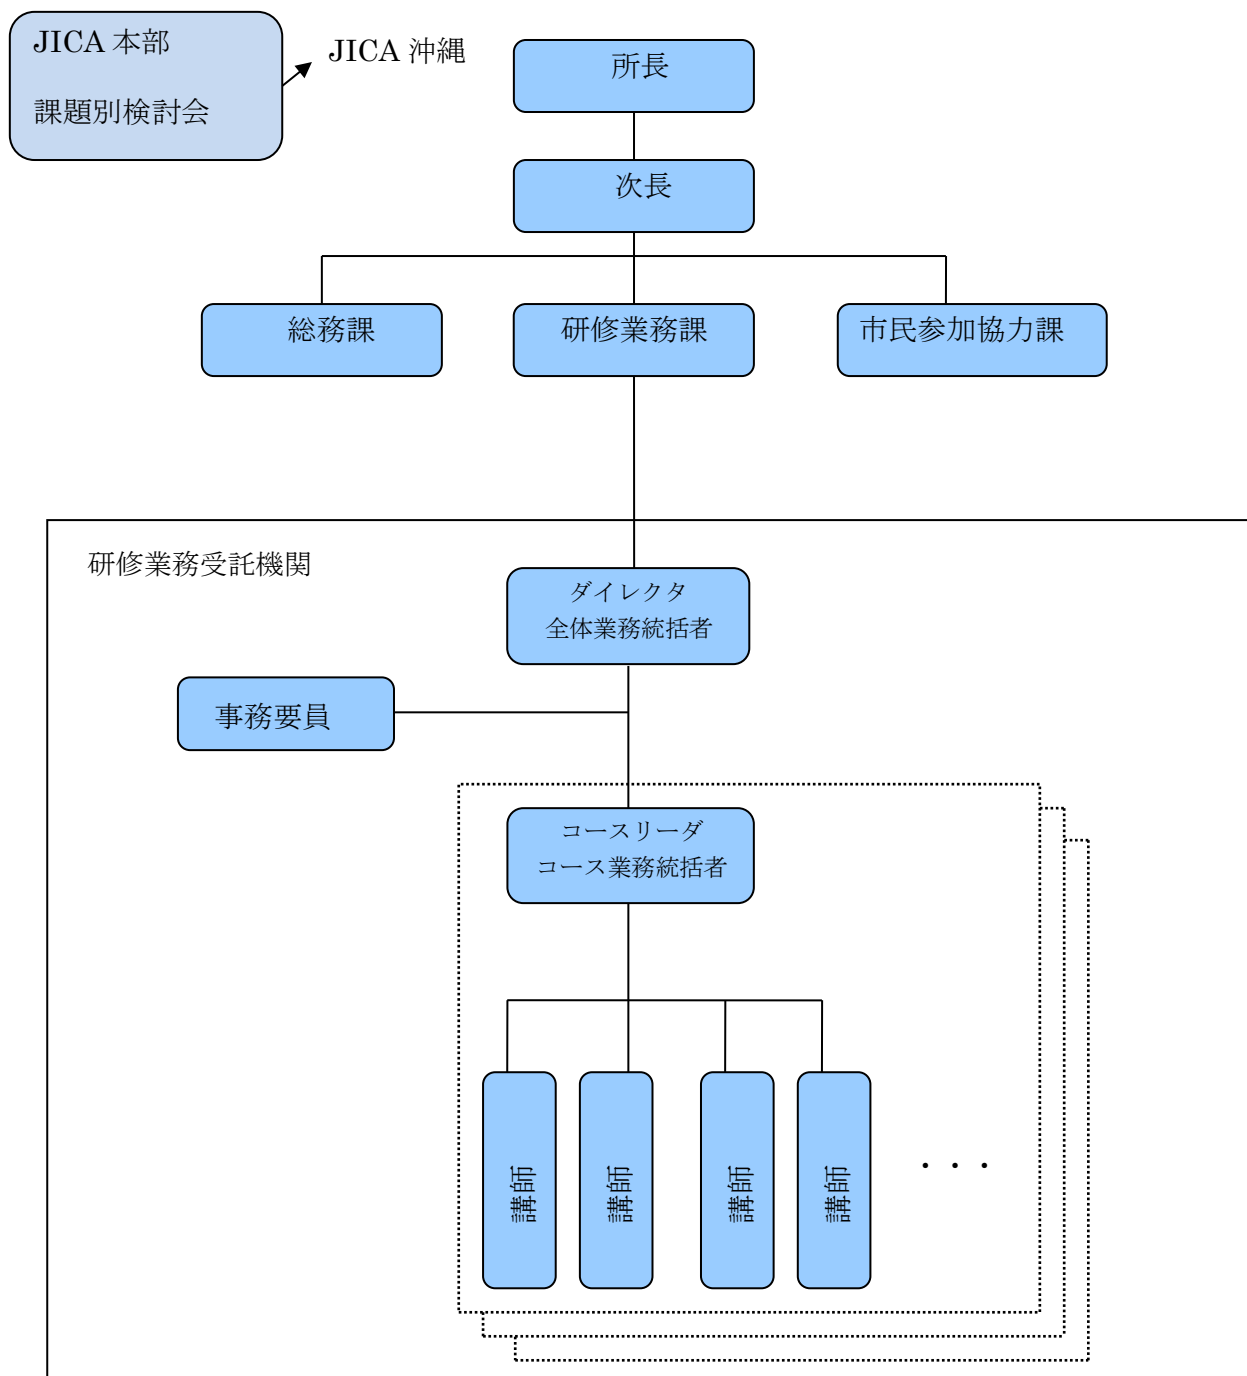 JICA 本部
課題別検討会
JICA 沖縄
所長
次長
総務課
研修業務課
市民参加協力課
研修業務受託機関
ダイレクタ
全体業務統括者
事務要員
コースリーダ
コース業務統括者
講師
講師
講師
講師
・・・